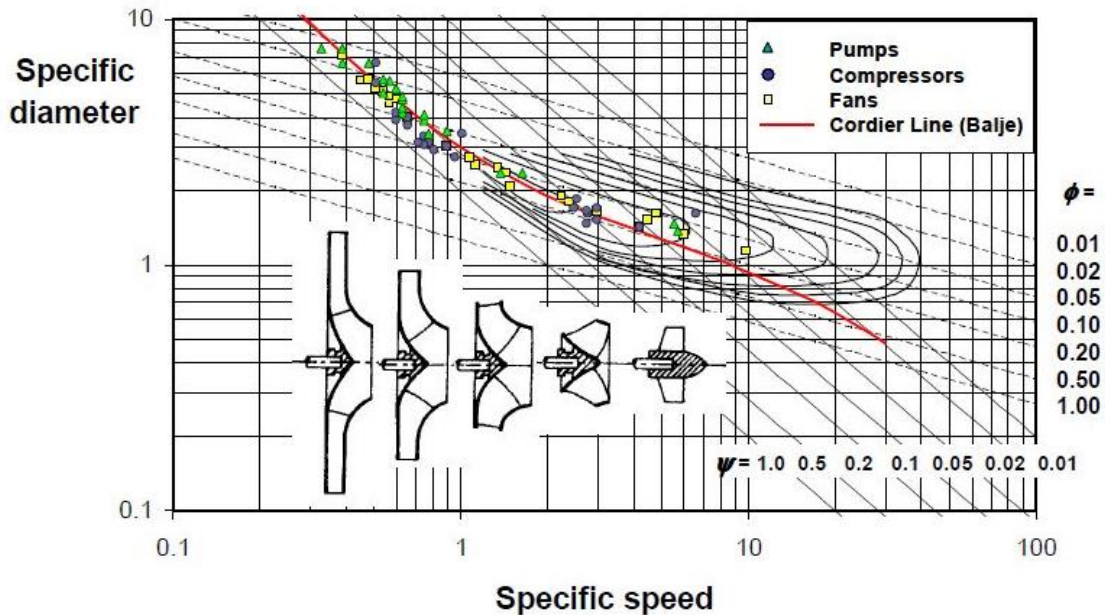 10
Specific
diameter
1
0.1
Pumps
Compressors
Fans
Cordier Line (Balje)
ϕ =
0.01
0.02
0.05
0.10
0.20
0.50
1.00
ψ = 1.0 0.5 0.2 0.1 0.05 0.02 0.01
0.1 1 10 100
Specific speed